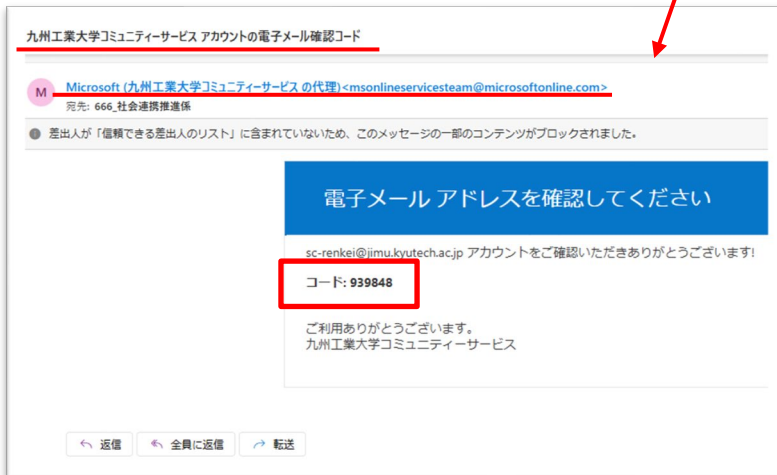 九州工業大学コミュニティーサービス アカウントの電子メール確認コード
M
Microsoft (九州工業大学コミュニティーサービス の代理)<msonlineservicesteam@microsoftonline.com>
宛先: 666_社会連携推進係
差出人が「信頼できる差出人のリスト」に含まれていないため、このメッセージの一部のコンテンツがブロックされました。
電子メール アドレスを確認してください
sc-renkei@jimu.kyutech.ac.jp アカウントをご確認いただきありがとうございます!
コード: 939848
ご利用ありがとうございます。
九州工業大学コミュニティーサービス
返信 全員に返信 転送